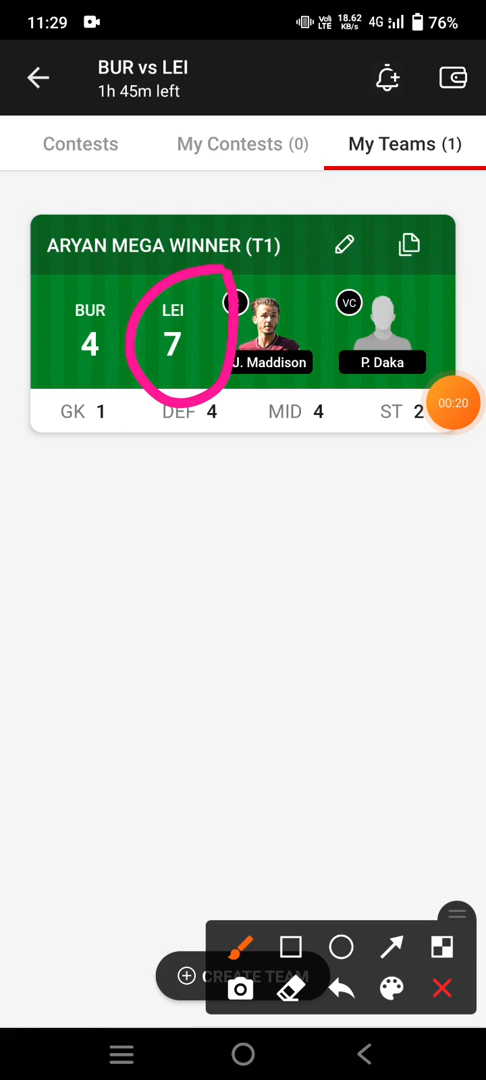 11:29 Vo) LTE 18.62 KB/s 4G 76%
BUR vs LEI
1h 45m left
Contests My Contests (0) My Teams (1)
ARYAN MEGA WINNER (T1)
BUR LEI VC
4 7
J. Maddison P. Daka
GK 1 DEF 4 MID 4 ST 2
00:20
CREATE TEAM